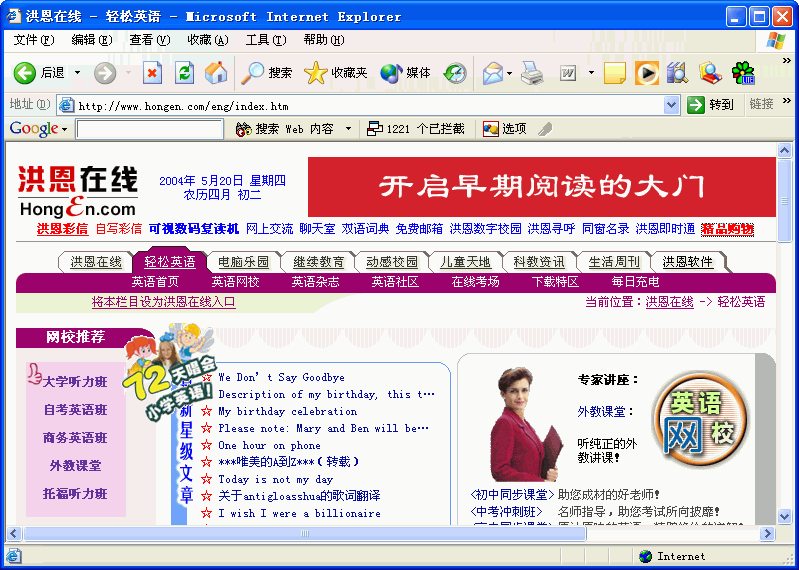 洪恩在线 - 轻松英语 - Microsoft Internet Explorer
文件(F) 编辑(E) 查看(V) 收藏(A) 工具(T) 帮助(H)
后退 搜索 收藏夹 媒体
地址(D) http://www.hongen.com/eng/index.htm 转到 链接
Google 搜索 Web 内容 1221 个已拦截 选项
洪恩在线
HongEn.com
2004年 5月20日 星期四
农历四月 初二
开启早期阅读的大门
洪恩彩信 自写彩信 可视数码复读机 网上交流 聊天室 双语词典 免费邮箱 洪恩数字校园 洪恩寻呼 同窗名录 洪恩即时通 精品购物
洪恩在线 轻松英语 电脑乐园 继续教育 动感校园 儿童天地 科教资讯 生活周刊 洪恩软件
英语首页 英语网校 英语杂志 英语社区 在线考场 下载特区 每日充电
将本栏目设为洪恩在线入口 当前位置：洪恩在线 -> 轻松英语
网校推荐
大学听力班
自考英语班
商务英语班
外教课堂
托福听力班
72天唱会
小学英语!
新星级文章
☆ We Don't Say Goodbye
Description of my birthday, this t…
☆ My birthday celebration
☆ Please note: Mary and Ben will be…
☆ One hour on phone
☆ ***唯美的A到Z***(转载)
☆ Today is not my day
☆ 关于antigloasshua的歌词翻译
☆ I wish I were a billionaire
专家讲座：
外教课堂：
听纯正的外
教讲课!
英语
网校
<初中同步课堂> 助您成材的好老师!
<中考冲刺班> 名师指导，助您考试所向披靡!
Internet